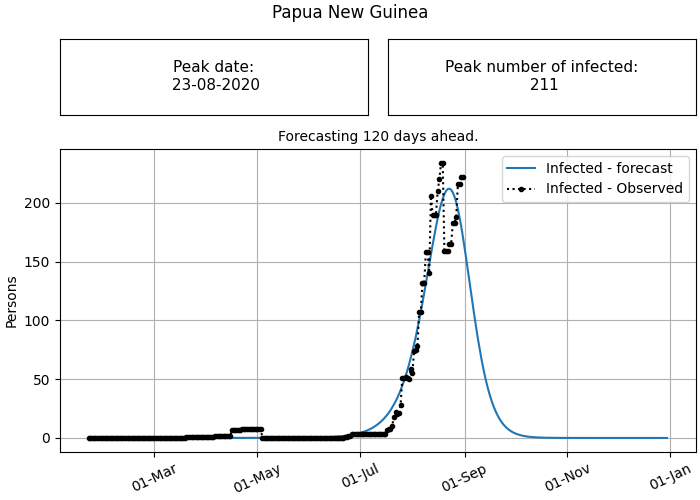 Papua New Guinea
Peak date:
23-08-2020
Peak number of infected:
211
Forecasting 120 days ahead.
Infected - forecast
Infected - Observed
Persons
200
150
100
50
0
01-Mar
01-May
01-Jul
01-Sep
01-Nov
01-Jan